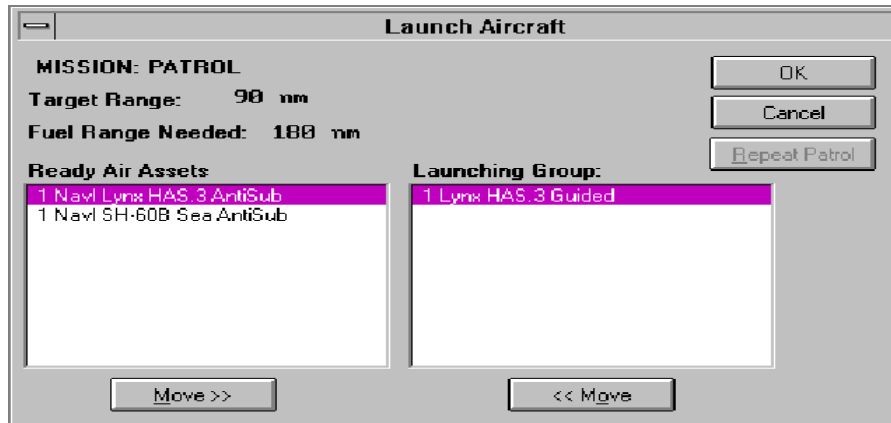 Launch Aircraft
MISSION: PATROL
Target Range: 90 nm
Fuel Range Needed: 180 nm
OK
Cancel
Repeat Patrol
Ready Air Assets
1 Navl Lynx HAS.3 AntiSub
1 Navl SH-60B Sea AntiSub
Launching Group:
1 Lynx HAS.3 Guided
Move >>
<< Move